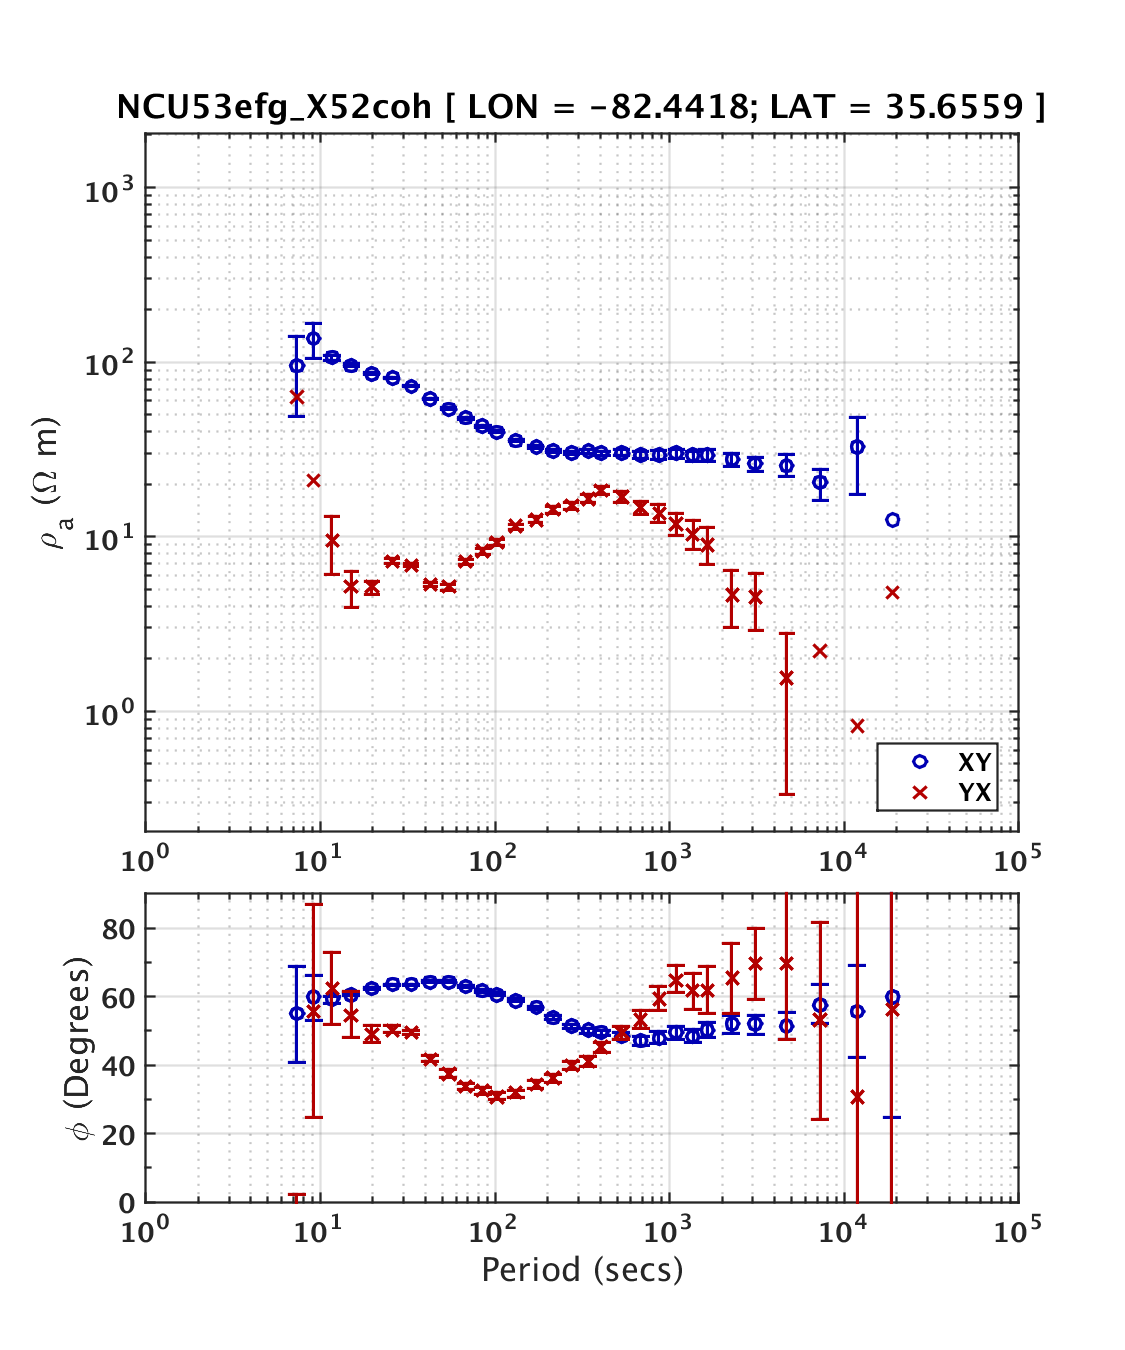 NCU53efg_X52coh [ LON = -82.4418; LAT = 35.6559 ]
10³
10²
10¹
10⁰
ρa (Ω m)
XY
YX
10⁰ 10¹ 10² 10³ 10⁴ 10⁵
80
60
40
20
0
ϕ (Degrees)
10⁰ 10¹ 10² 10³ 10⁴ 10⁵
Period (secs)